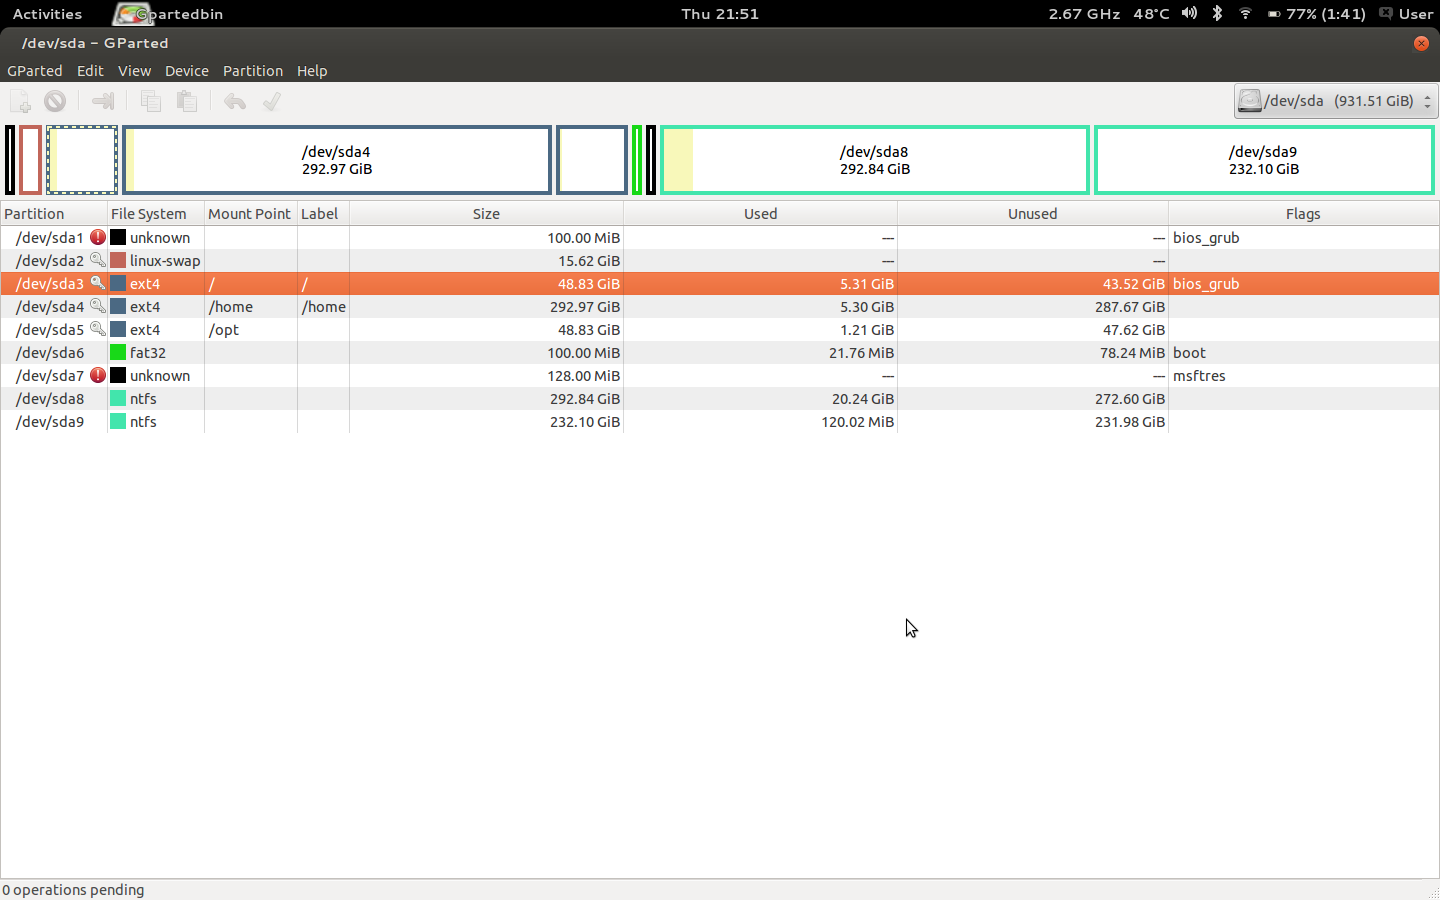 Activities Gpartedbin Thu 21:51 2.67 GHz 48°C 77% (1:41) User
/dev/sda - GParted
GParted Edit View Device Partition Help
/dev/sda (931.51 GiB)
/dev/sda4
292.97 GiB
/dev/sda8
292.84 GiB
/dev/sda9
232.10 GiB
Partition File System Mount Point Label Size Used Unused Flags
/dev/sda1 unknown 100.00 MiB --- --- bios_grub
/dev/sda2 linux-swap 15.62 GiB --- ---
/dev/sda3 ext4 / / 48.83 GiB 5.31 GiB 43.52 GiB bios_grub
/dev/sda4 ext4 /home /home 292.97 GiB 5.30 GiB 287.67 GiB
/dev/sda5 ext4 /opt 48.83 GiB 1.21 GiB 47.62 GiB
/dev/sda6 fat32 100.00 MiB 21.76 MiB 78.24 MiB boot
/dev/sda7 unknown 128.00 MiB --- --- msftres
/dev/sda8 ntfs 292.84 GiB 20.24 GiB 272.60 GiB
/dev/sda9 ntfs 232.10 GiB 120.02 MiB 231.98 GiB
0 operations pending